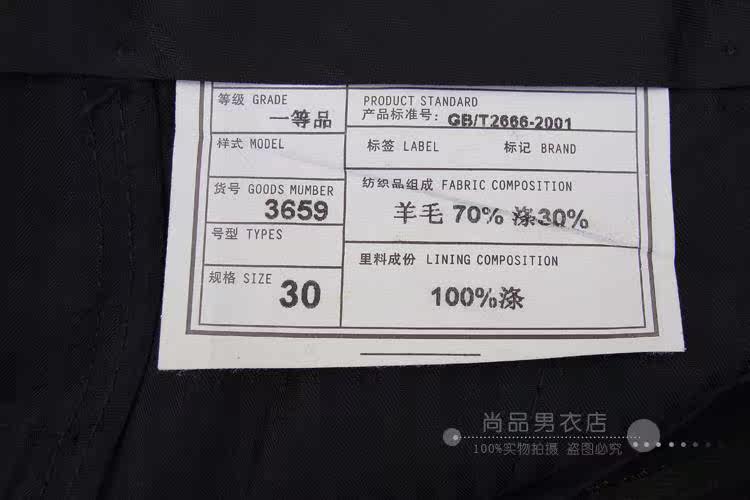 等级 GRADE
一等品
样式 MODEL
货号 GOODS MUMBER
3659
号型 TYPES
规格 SIZE
30
PRODUCT STANDARD
产品标准号: GB/T2666-2001
标签 LABEL 标记 BRAND
纺织品组成 FABRIC COMPOSITION
羊毛 70% 涤30%
里料成份 LINING COMPOSITION
100%涤
尚品男衣店
100%实物拍摄 盗图必究